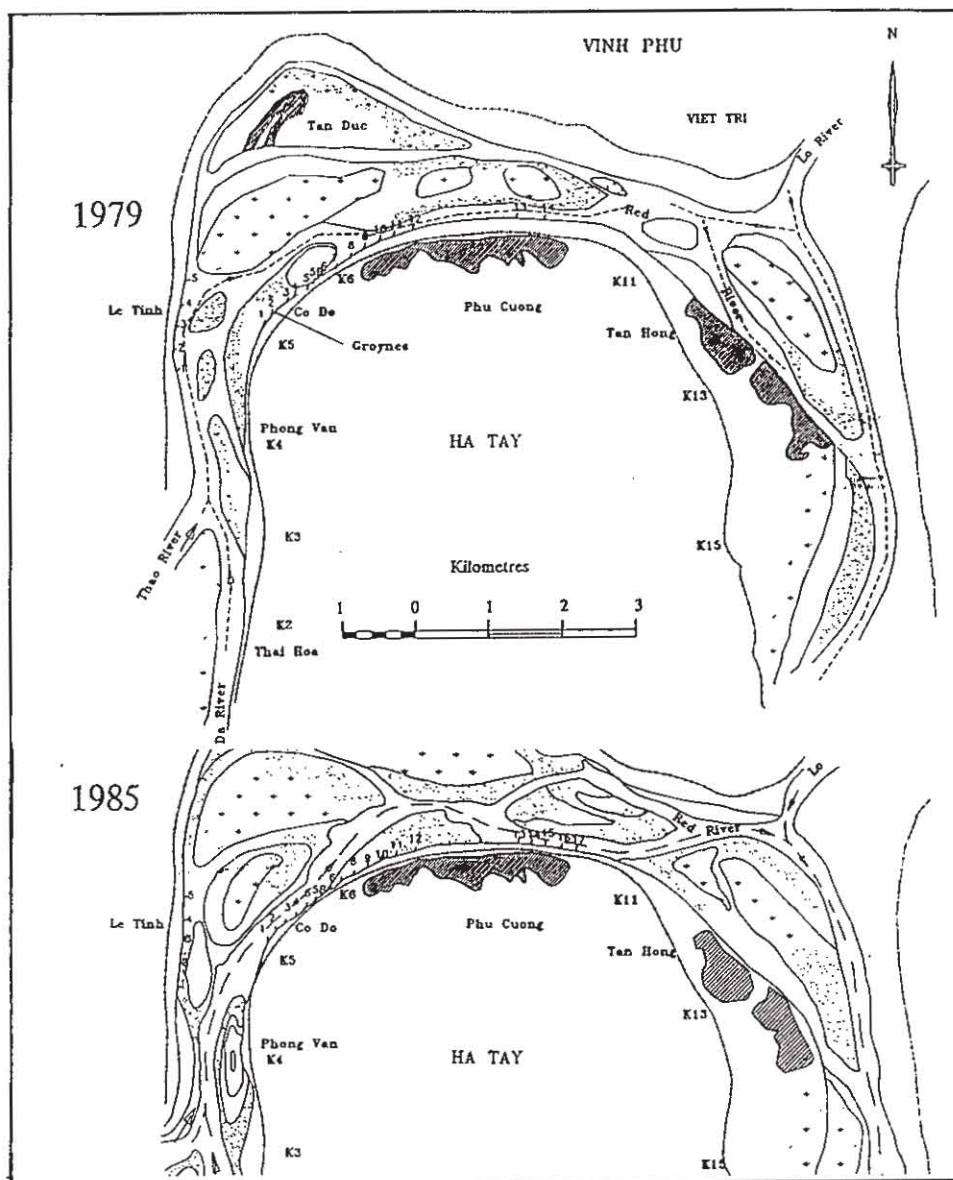 VINH PHU
N
Tan Duc
VIET TRI
Lo River
1979
Red
River
Le Tinh
K6
Co Do
Phu Cuong
K11
Tan Hong
K5
Groynes
K13
Phong Van
K4
HA TAY
K3
K15
Thao River
Kilometres
1 0 1 2 3
K2
Thai Hoa
Da River
1985
Lo
Red River
K6
K11
Le Tinh
Co Do
Phu Cuong
Tan Hong
K5
K13
Phong Van
K4
HA TAY
K3
K15